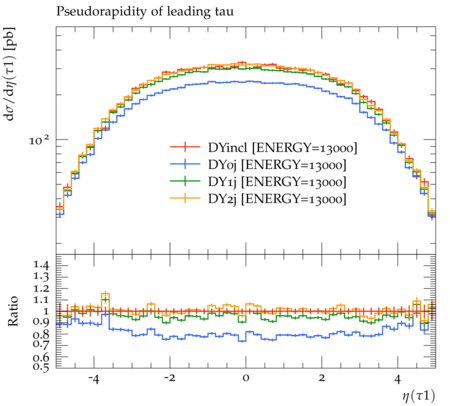 Pseudorapidity of leading tau
dσ/dη(τ1) [pb]
10²
DYincl [ENERGY=13000]
DY0j [ENERGY=13000]
DY1j [ENERGY=13000]
DY2j [ENERGY=13000]
Ratio
1.4
1.3
1.2
1.1
1
0.9
0.8
0.7
0.6
0.5
-4 -2 0 2 4
η(τ1)